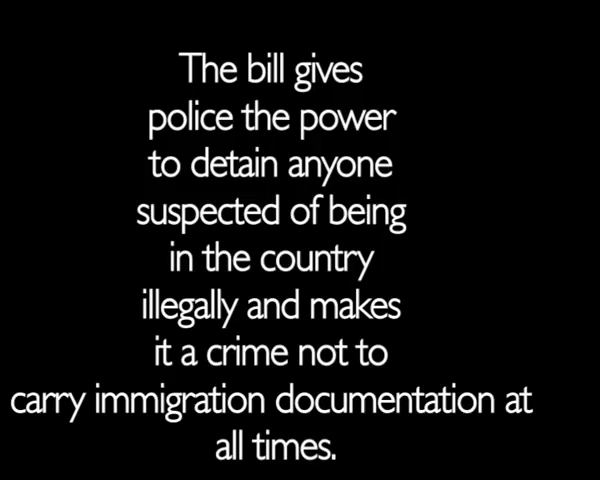 The bill gives
police the power
to detain anyone
suspected of being
in the country
illegally and makes
it a crime not to
carry immigration documentation at
all times.